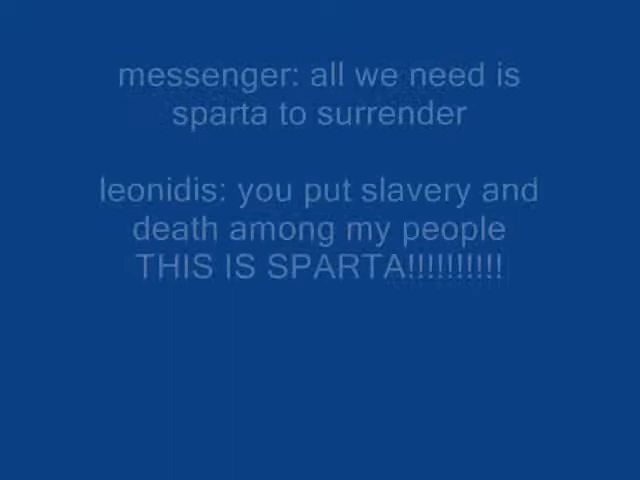 messenger: all we need is
sparta to surrender
leonidis: you put slavery and
death among my people
THIS IS SPARTA!!!!!!!!!!